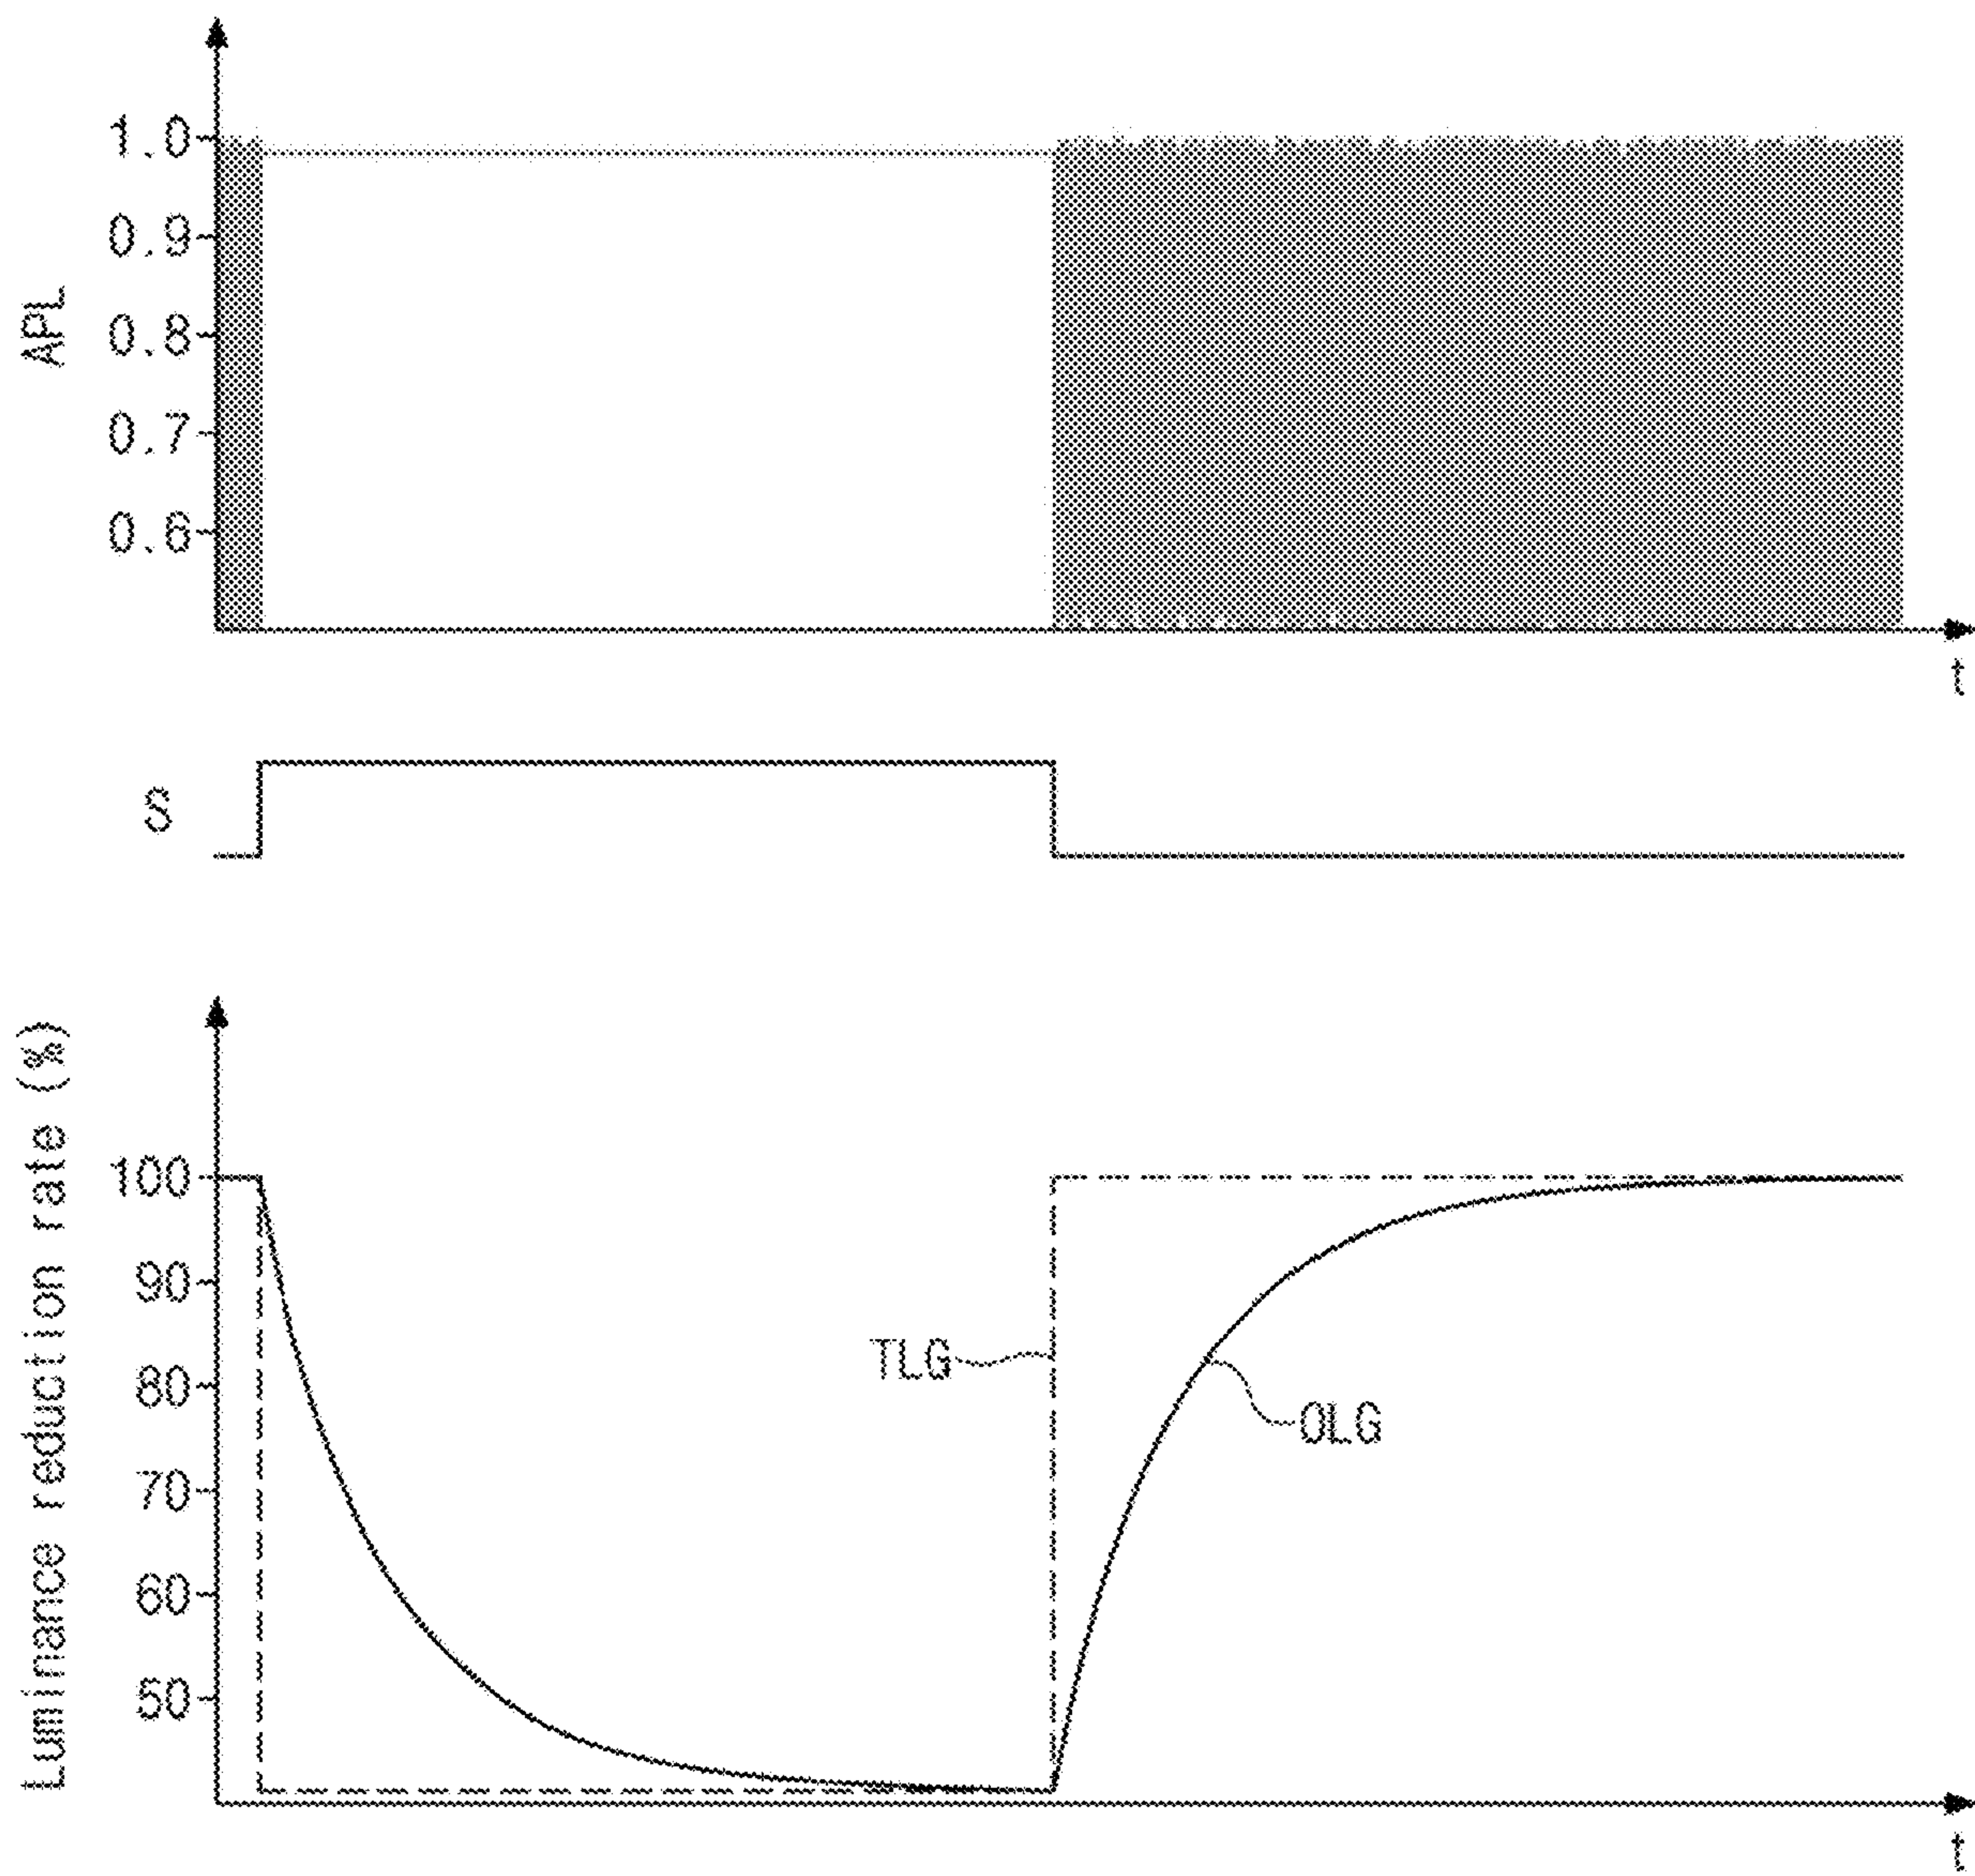 APL
1.0
0.9
0.8
0.7
0.6
t
S
Luminance reduction rate (%)
100
90
80
70
60
50
TLG
OLG
t